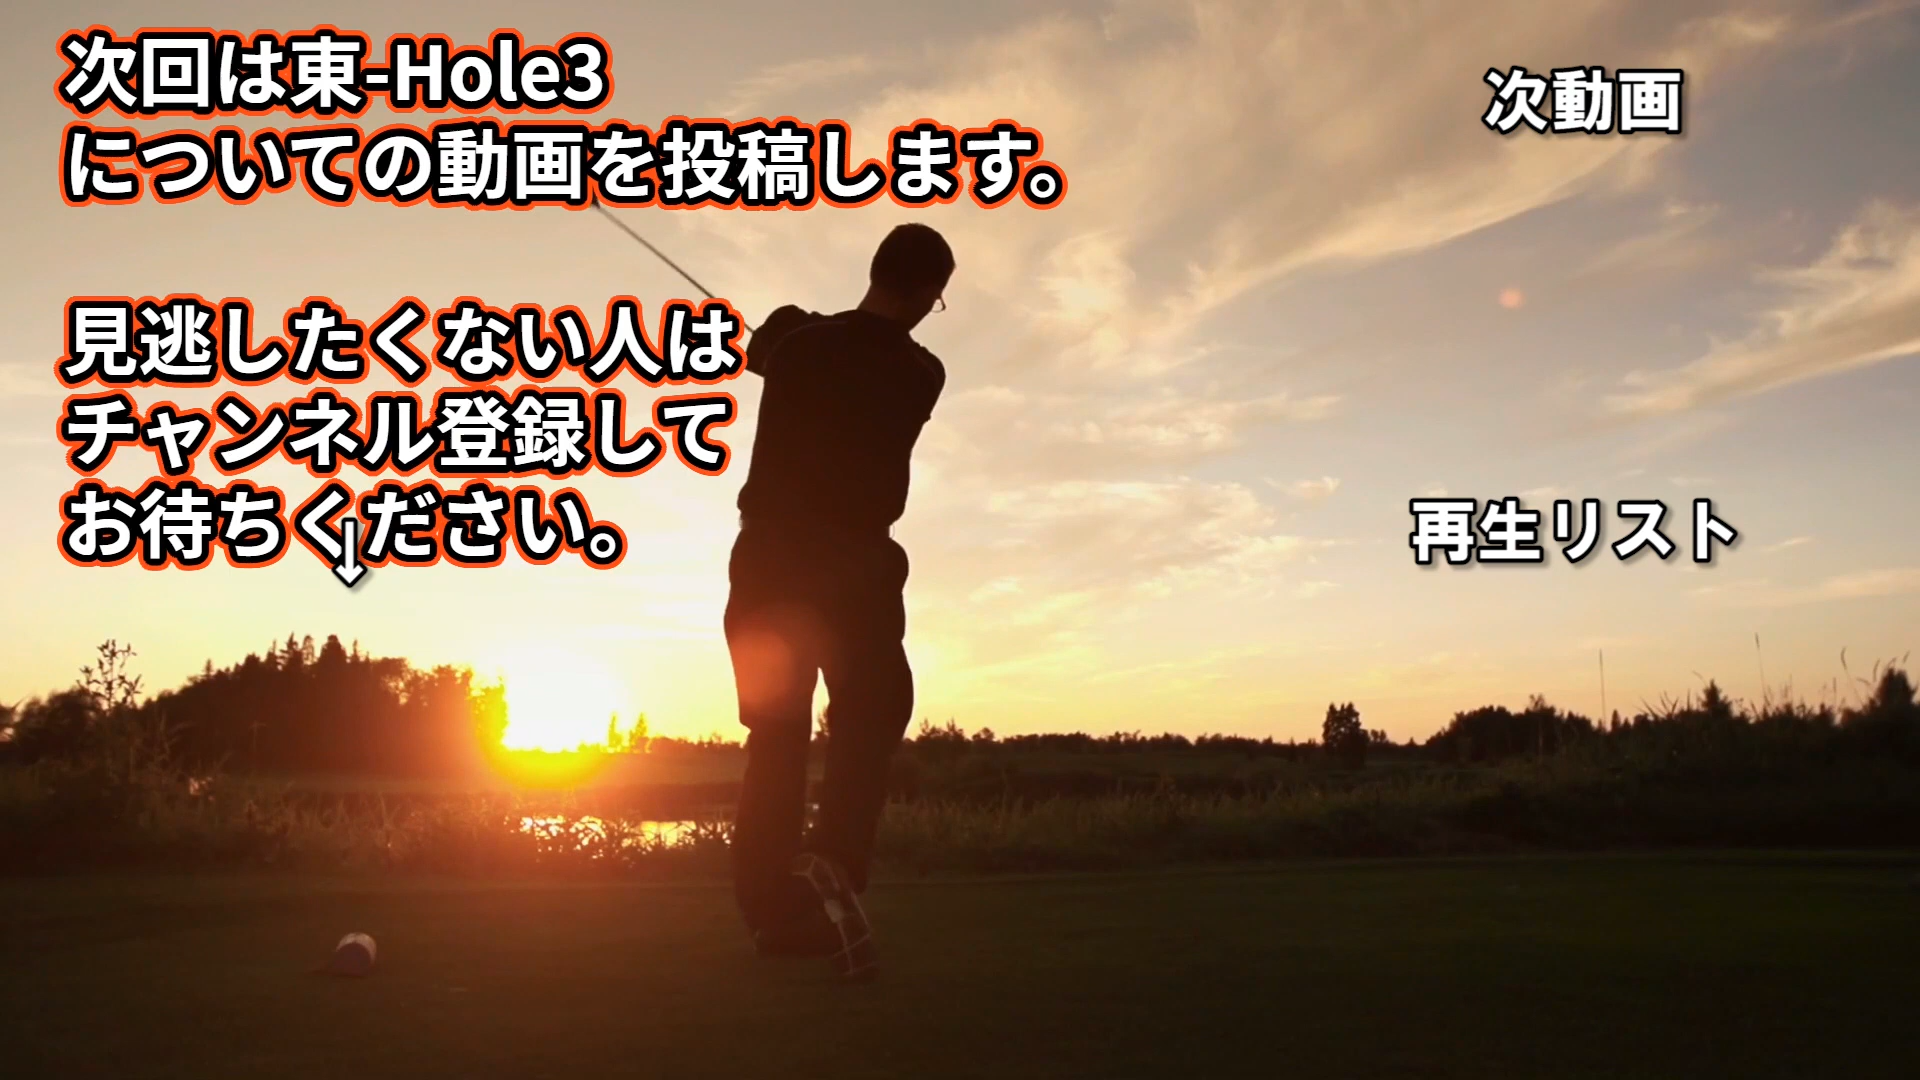 次回は東-Hole3
についての動画を投稿します。
見逃したくない人は
チャンネル登録して
お待ちください。
↓
次動画
再生リスト